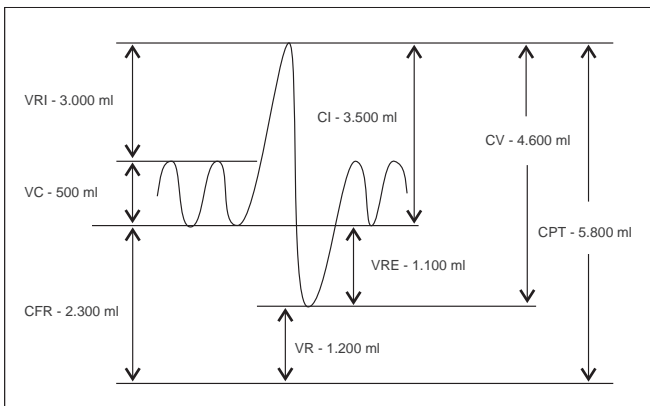 VRI - 3.000 ml
CI - 3.500 ml
CV - 4.600 ml
VC - 500 ml
CPT - 5.800 ml
VRE - 1.100 ml
CFR - 2.300 ml
VR - 1.200 ml